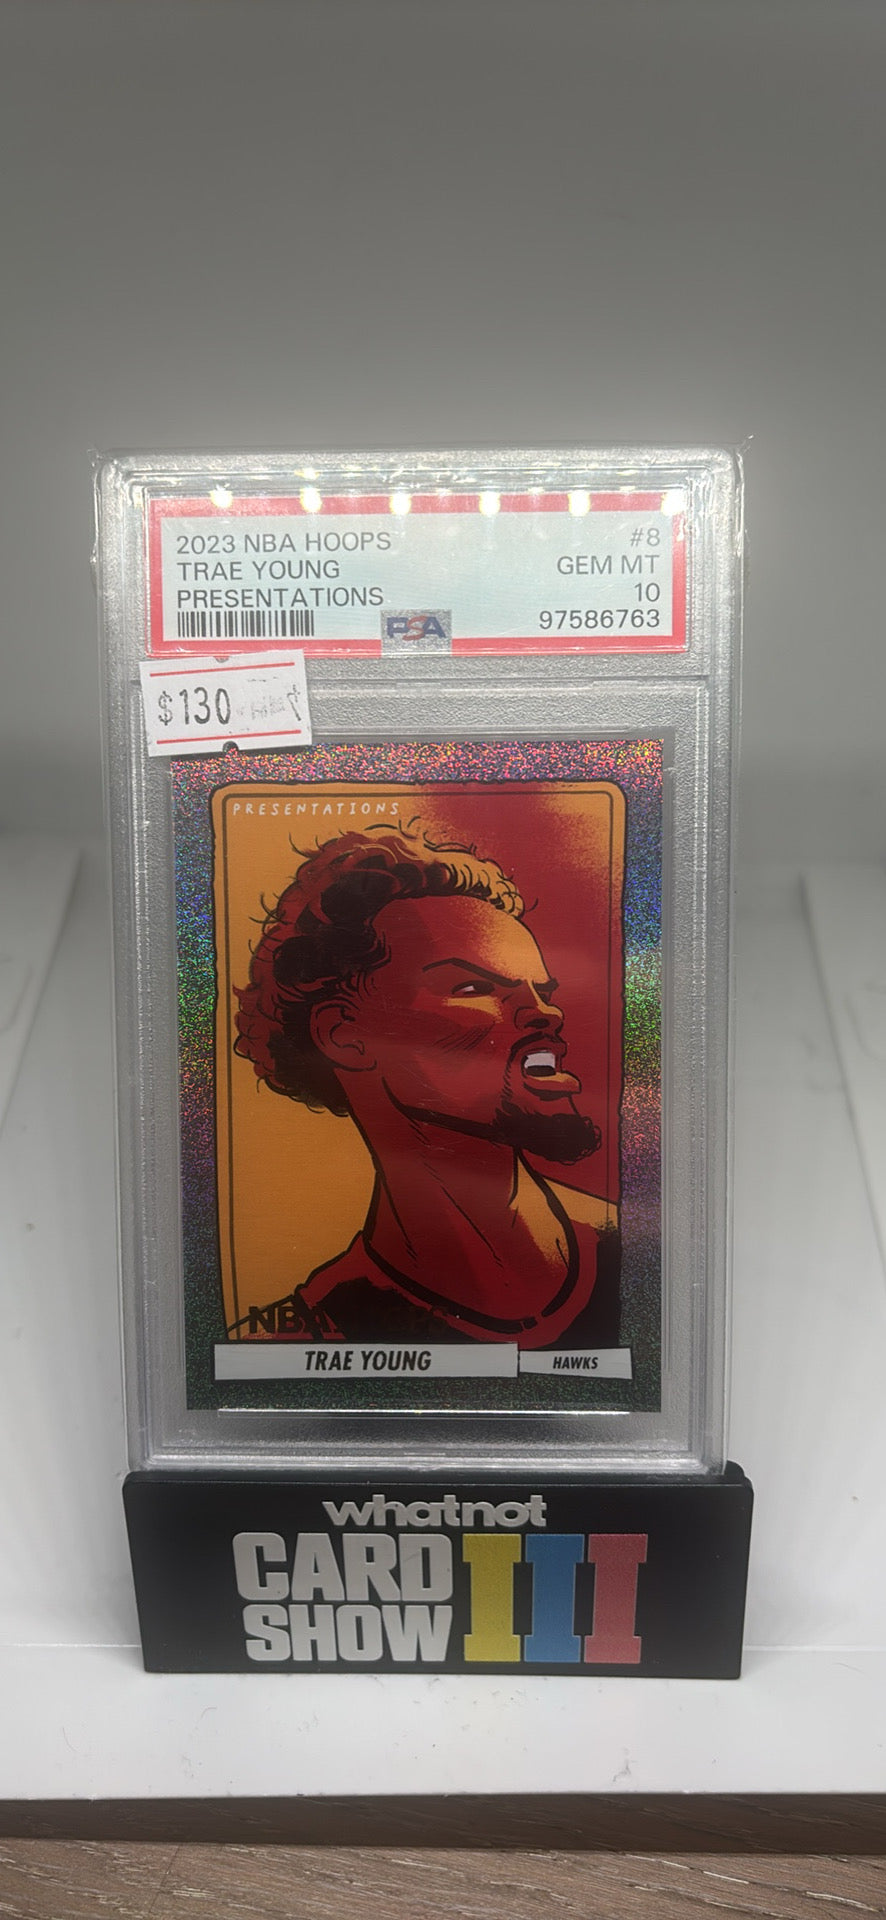 2023 NBA HOOPS #8
TRAE YOUNG GEM MT
PRESENTATIONS 10
PSA 97586763
$130
PRESENTATIONS
NBA
TRAE YOUNG HAWKS
whatnot
CARD
SHOW III